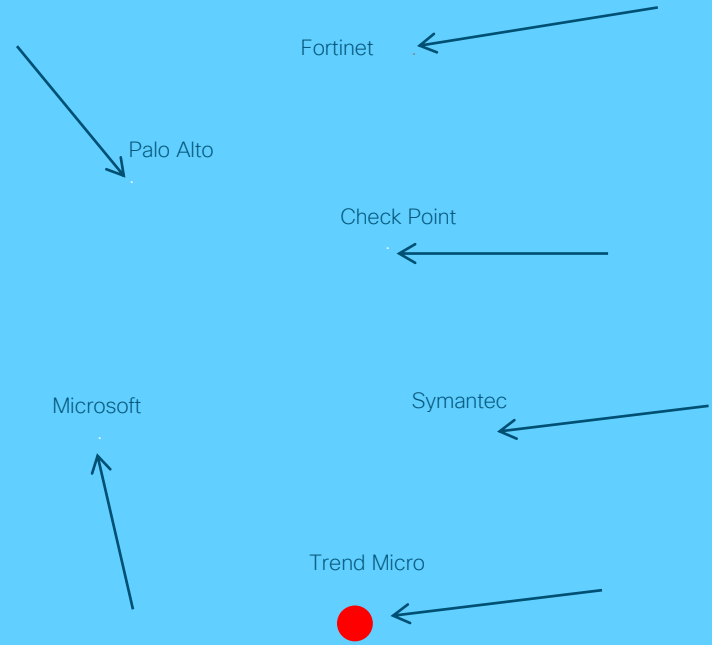 Fortinet
Palo Alto
Check Point
Microsoft
Symantec
Trend Micro